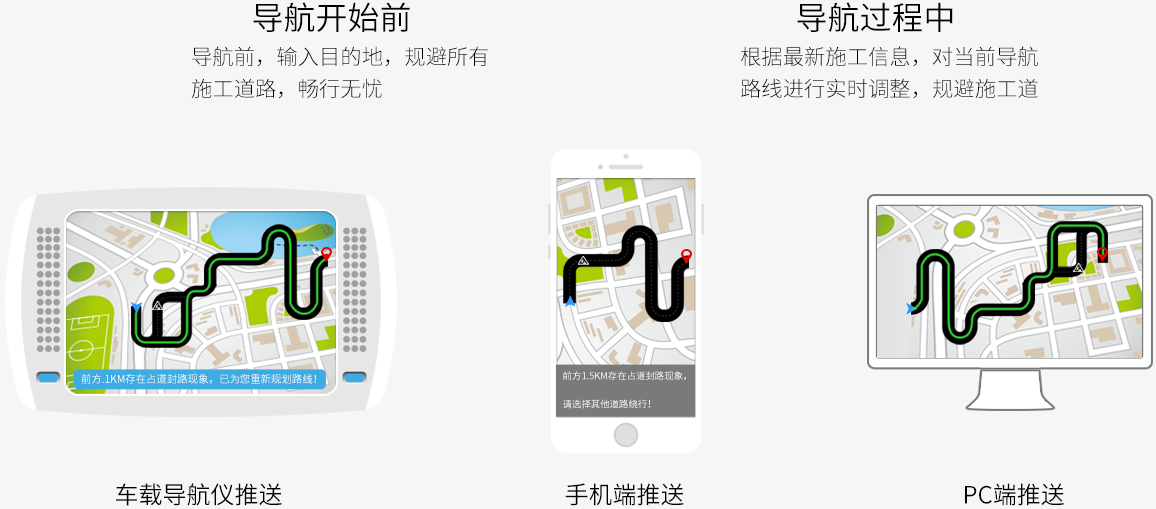 导航开始前
导航前，输入目的地，规避所有
施工道路，畅行无忧
导航过程中
根据最新施工信息，对当前导航
路线进行实时调整，规避施工道
前方.1KM存在占道封路现象，已为您重新规划路线！
前方1.5KM存在占道封路现象，
请选择其他道路绕行！
车载导航仪推送
手机端推送
PC端推送